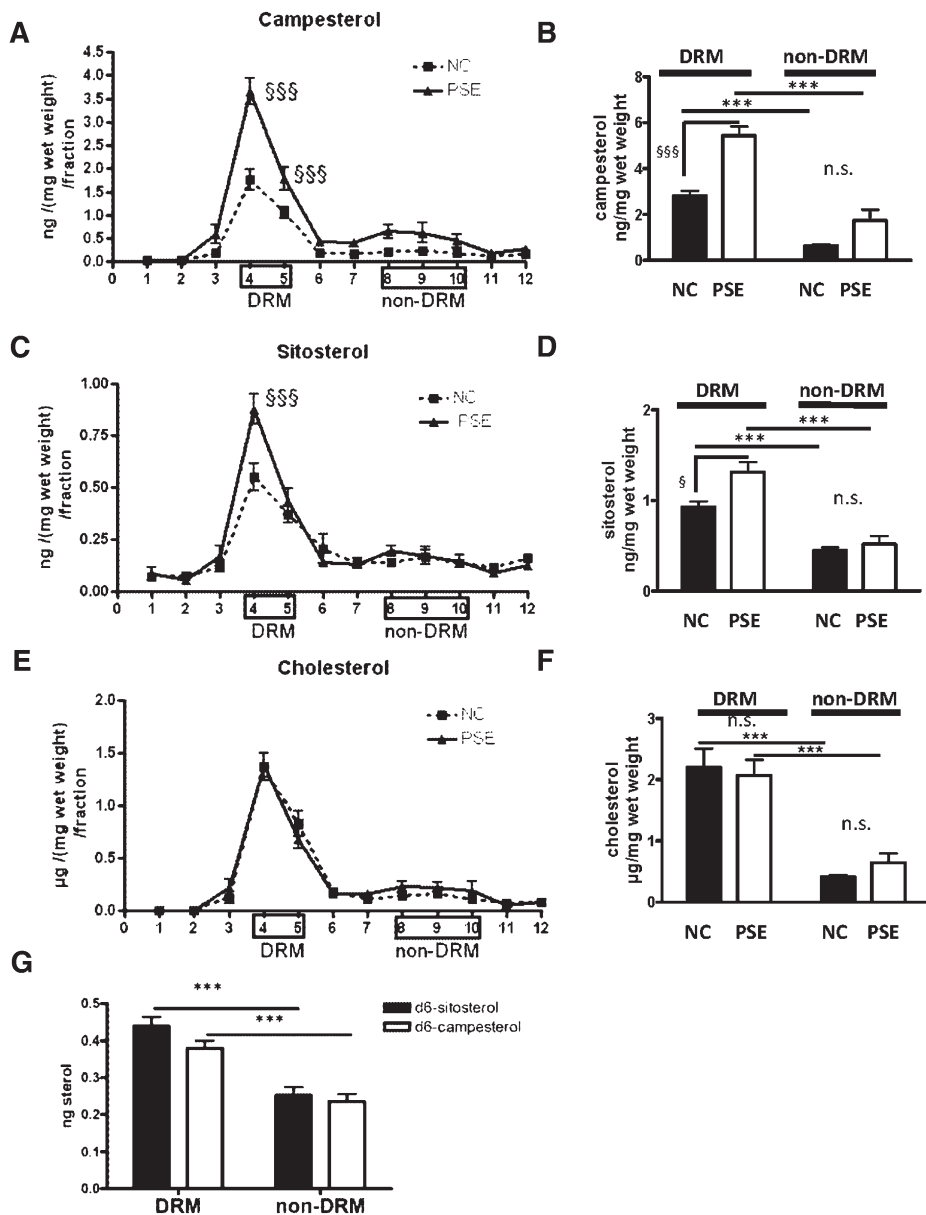 A
Campesterol
ng /(mg wet weight)
/fraction
4.5
4.0
3.5
3.0
2.5
2.0
1.5
1.0
0.5
0.0
§§§
§§§
NC
PSE
0 1 2 3 4 5 6 7 8 9 10 11 12
DRM
non-DRM
B
DRM non-DRM
campesterol
ng/mg wet weight
8
6
4
2
0
***
***
§§§
n.s.
NC PSE NC PSE
C
Sitosterol
ng /(mg wet weight)
/fraction
1.00
0.75
0.50
0.25
0.00
§§§
NC
PSE
0 1 2 3 4 5 6 7 8 9 10 11 12
DRM
non-DRM
D
DRM non-DRM
sitosterol
ng/mg wet weight
2
1
0
***
***
§
n.s.
NC PSE NC PSE
E
Cholesterol
µg /(mg wet weight)
/fraction
2.0
1.5
1.0
0.5
0.0
NC
PSE
0 1 2 3 4 5 6 7 8 9 10 11 12
DRM
non-DRM
F
DRM non-DRM
cholesterol
µg/mg wet weight
3
2
1
0
n.s.
***
***
n.s.
NC PSE NC PSE
G
ng sterol
0.5
0.4
0.3
0.2
0.1
0.0
***
***
d6-sitosterol
d6-campesterol
DRM non-DRM